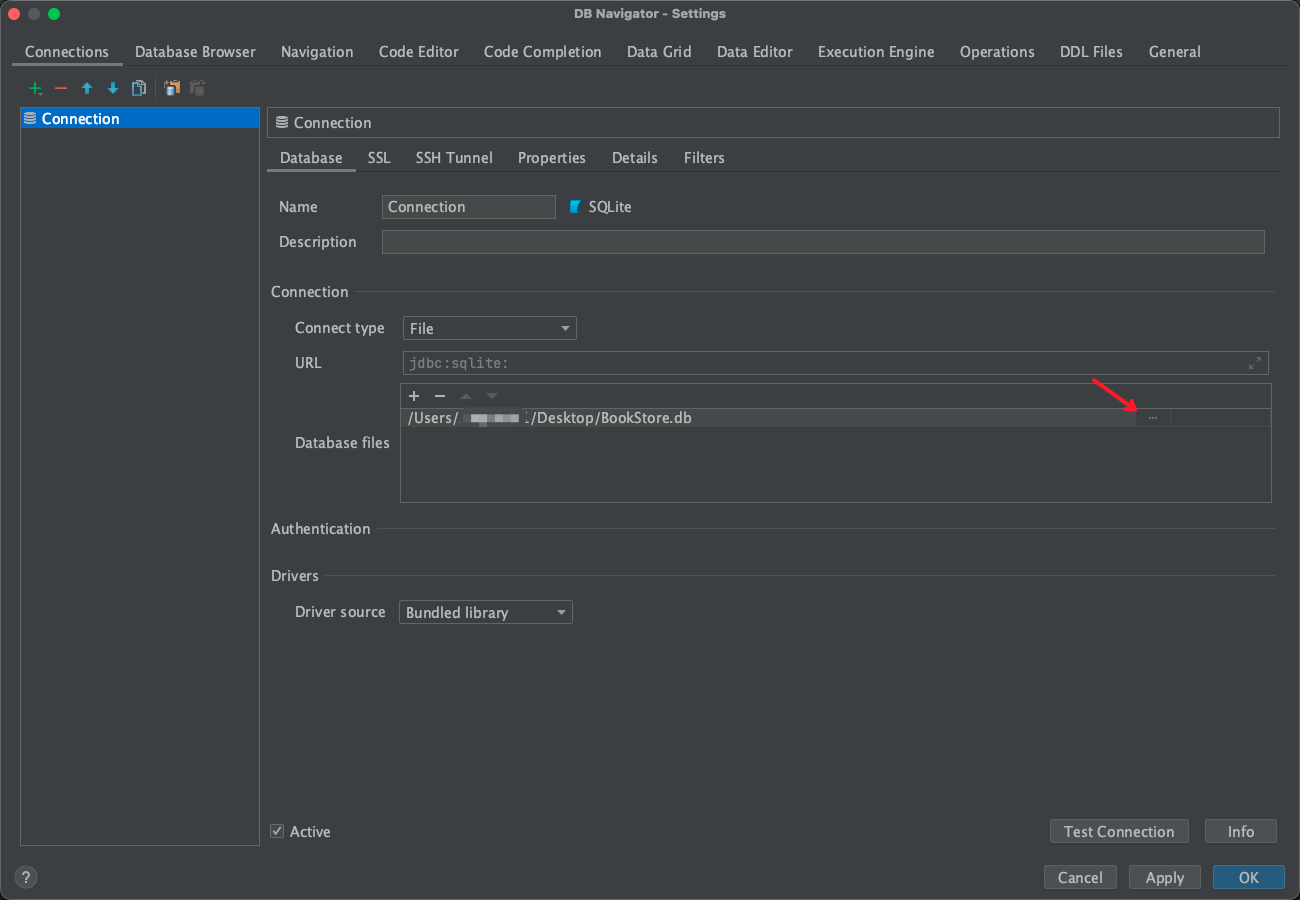 DB Navigator - Settings
Connections Database Browser Navigation Code Editor Code Completion Data Grid Data Editor Execution Engine Operations DDL Files General
Connection
Connection
Database SSL SSH Tunnel Properties Details Filters
Name Connection SQLite
Description
Connection
Connect type File
URL jdbc:sqlite:
/Users/ /Desktop/BookStore.db ...
Database files
Authentication
Drivers
Driver source Bundled library
Active Test Connection Info
? Cancel Apply OK